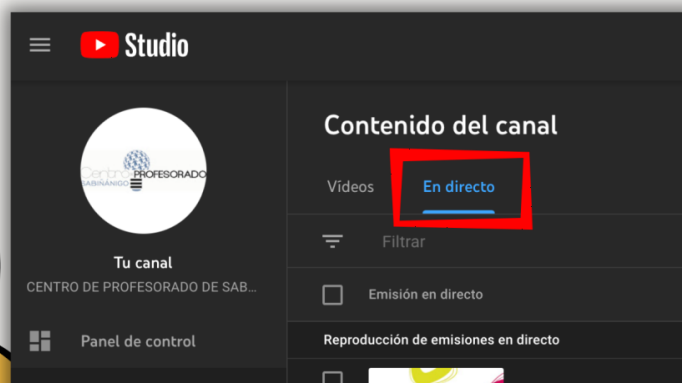 Studio
Contenido del canal
Vídeos
En directo
Filtrar
Centro PROFESORADO
SABIÑÁNIGO
Tu canal
CENTRO DE PROFESORADO DE SAB...
Emisión en directo
Panel de control
Reproducción de emisiones en directo